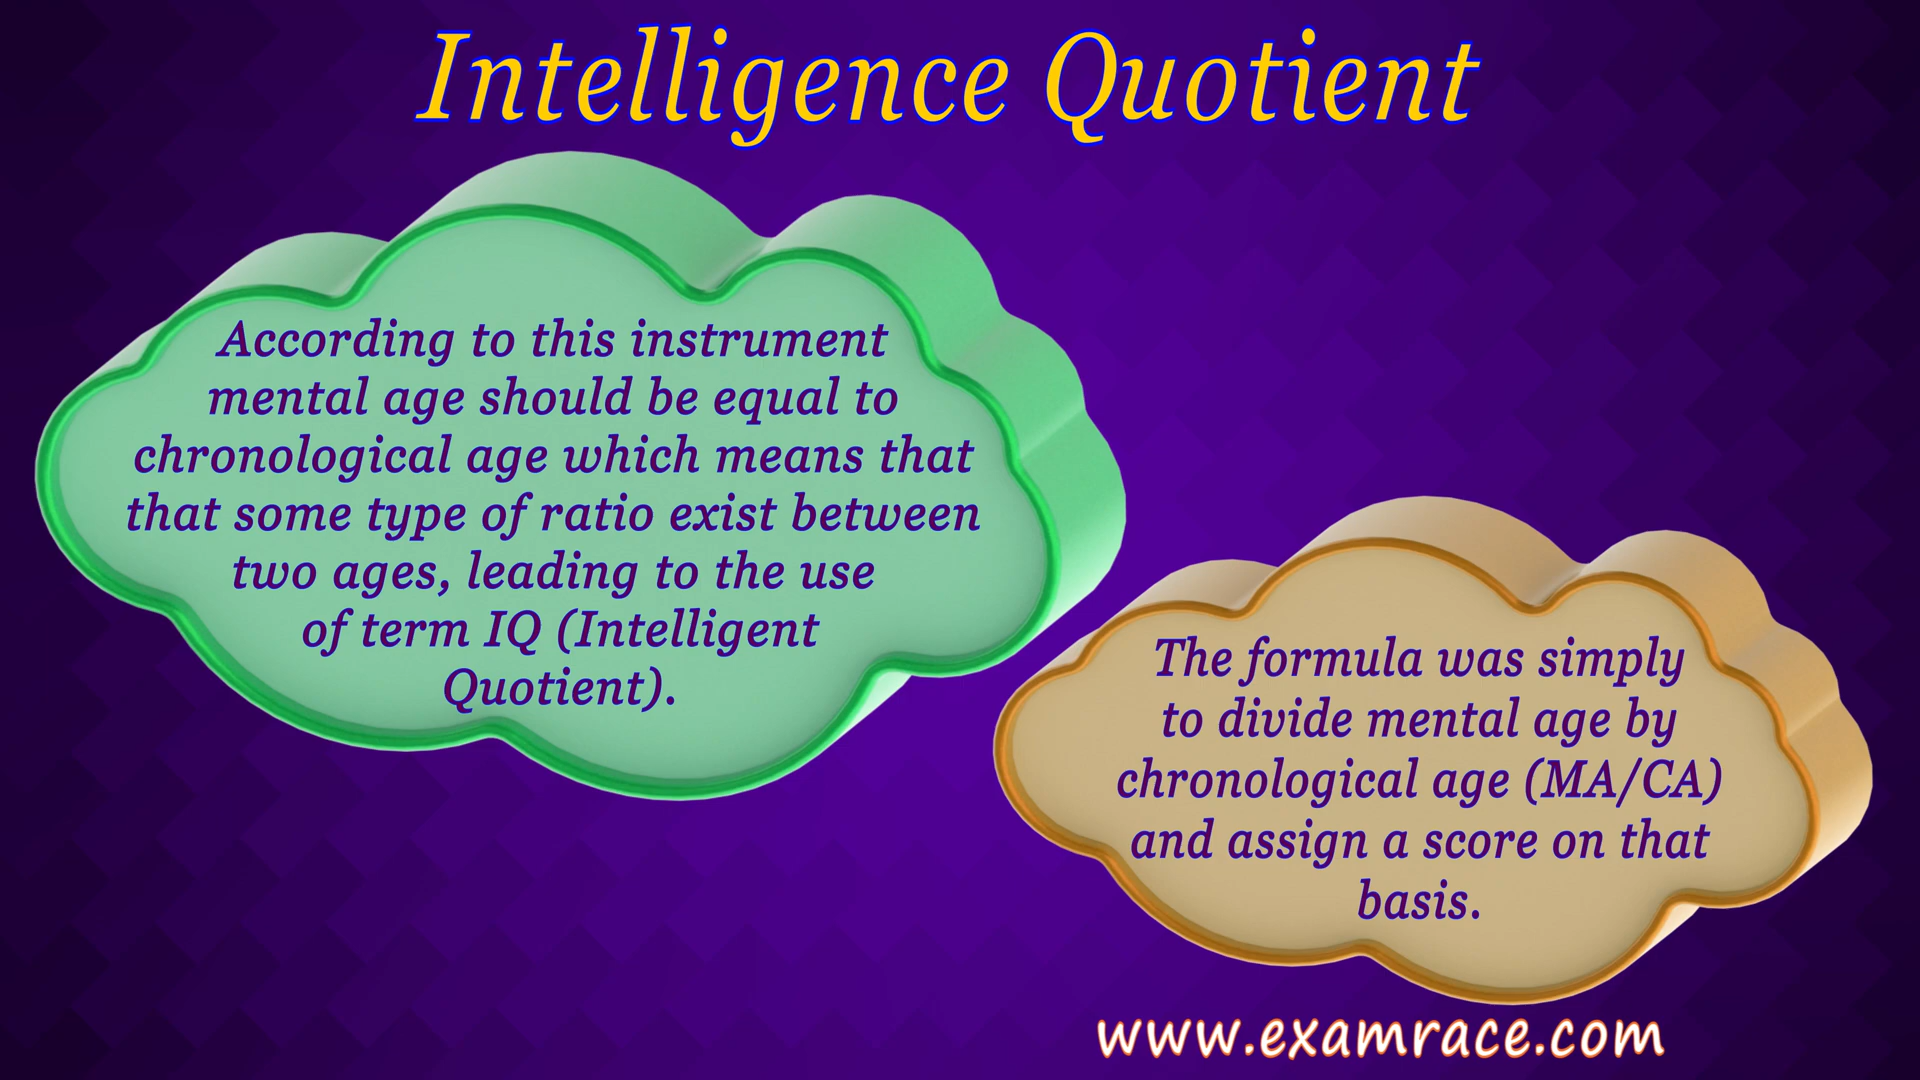 Intelligence Quotient
According to this instrument
mental age should be equal to
chronological age which means that
that some type of ratio exist between
two ages, leading to the use
of term IQ (Intelligent
Quotient).
The formula was simply
to divide mental age by
chronological age (MA/CA)
and assign a score on that
basis.
www.examrace.com